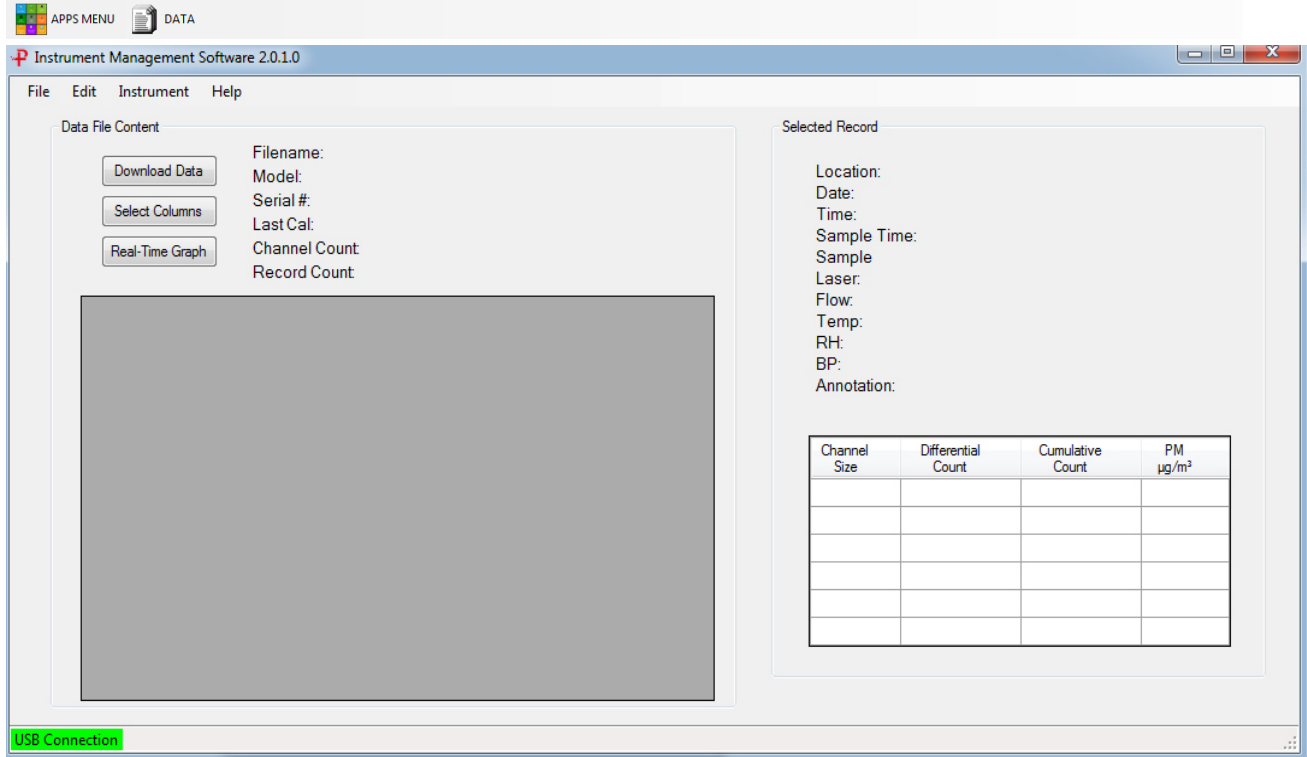 APPS MENU DATA
Instrument Management Software 2.0.1.0
File Edit Instrument Help
Data File Content
Download Data
Select Columns
Real-Time Graph
Filename:
Model:
Serial #:
Last Cal:
Channel Count:
Record Count:
Selected Record
Location:
Date:
Time:
Sample Time:
Sample
Laser:
Flow:
Temp:
RH:
BP:
Annotation:
Channel Size Differential Count Cumulative Count PM µg/m³
USB Connection